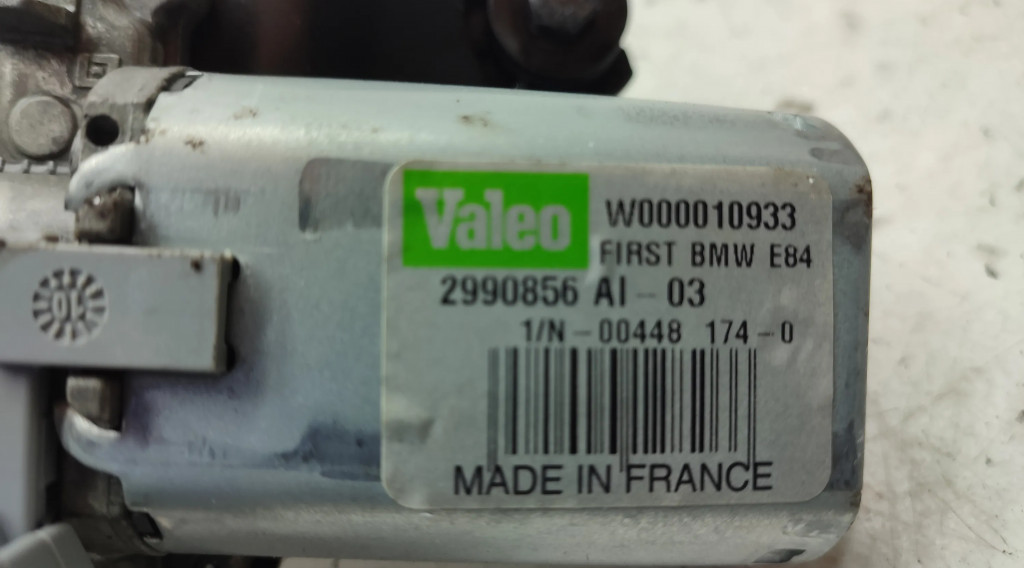 Valeo
W000010933
FIRST BMW E84
2990856 AI - 03
1/N - 00448 174 - 0
MADE IN FRANCE